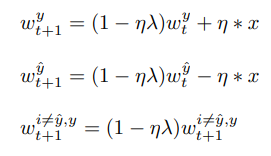 w_{t+1}^{y} = (1 − ηλ)w_t^{y} + η ∗ x
w_{t+1}^{ŷ} = (1 − ηλ)w_t^{ŷ} − η ∗ x
w_{t+1}^{i≠ŷ,y} = (1 − ηλ)w_{t+1}^{i≠ŷ,y}